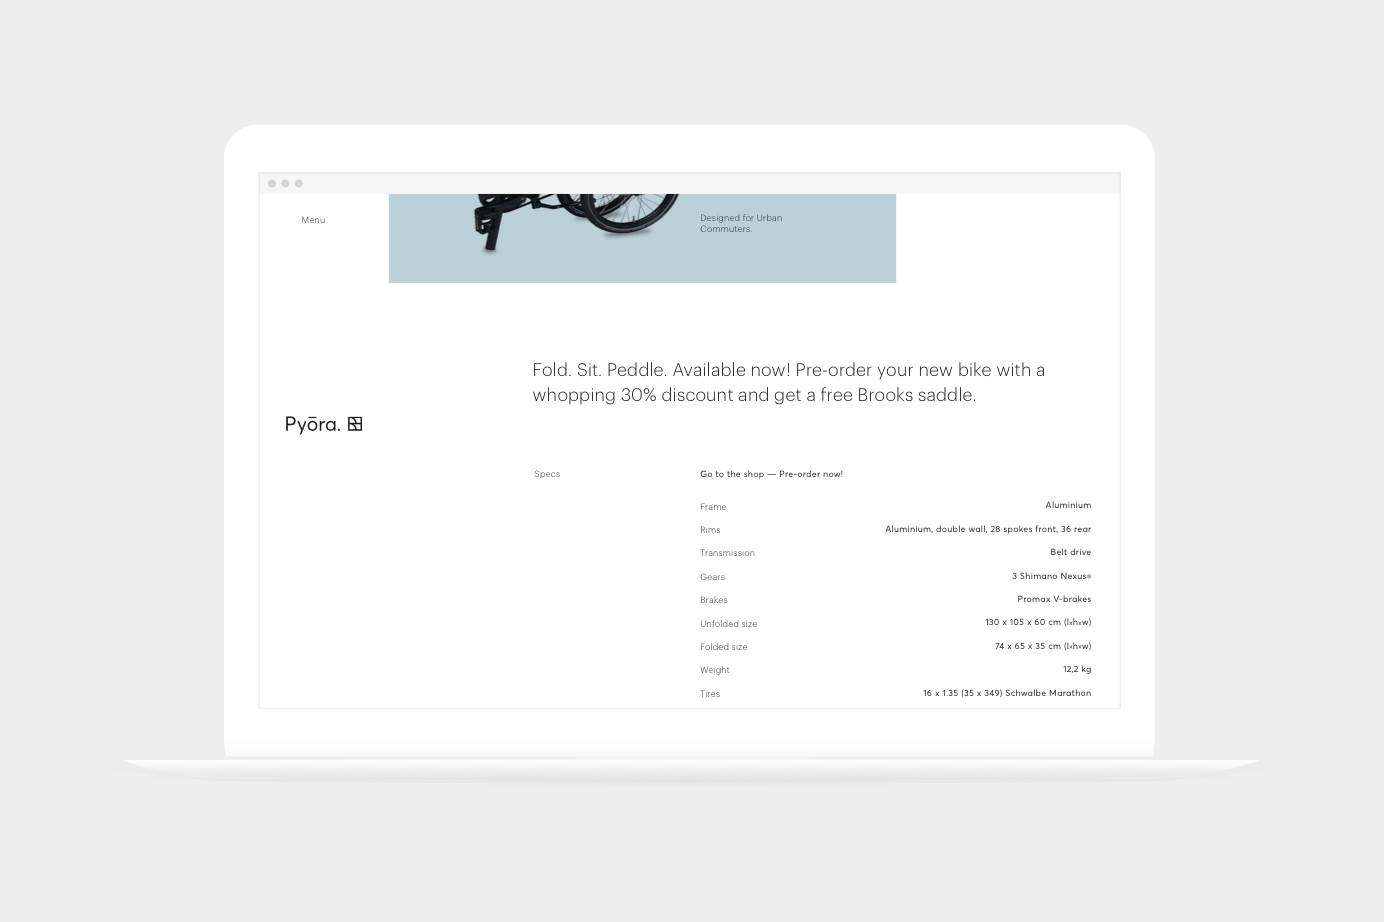 Menu
Designed for Urban
Commuters.
Fold. Sit. Peddle. Available now! Pre-order your new bike with a
whopping 30% discount and get a free Brooks saddle.
Pyōra.
Specs
Go to the shop — Pre-order now!
Frame Aluminium
Rims Aluminium, double wall, 28 spokes front, 36 rear
Transmission Belt drive
Gears 3 Shimano Nexus®
Brakes Promax V-brakes
Unfolded size 130 x 105 x 60 cm (lxhxw)
Folded size 74 x 65 x 35 cm (lxhxw)
Weight 12,2 kg
Tires 16 x 1.35 (35 x 349) Schwalbe Marathon